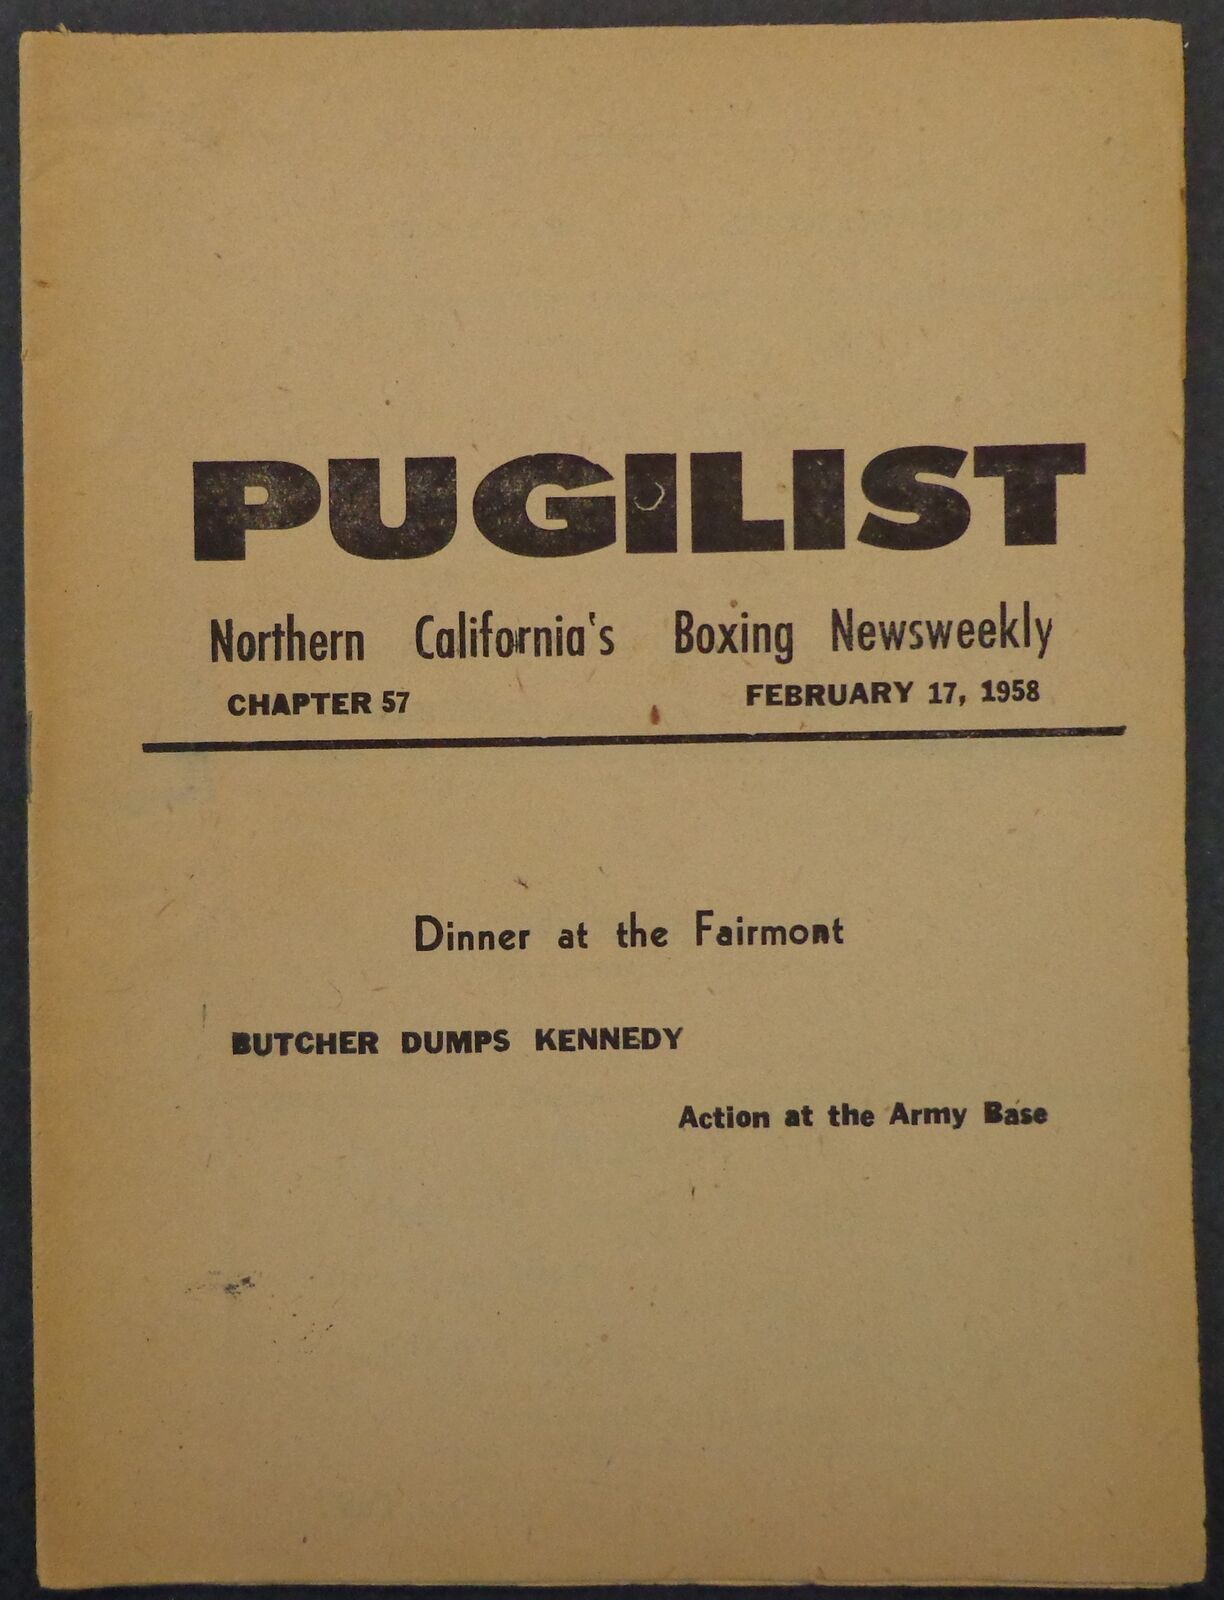 PUGILIST
Northern California's Boxing Newsweekly
CHAPTER 57 FEBRUARY 17, 1958
Dinner at the Fairmont
BUTCHER DUMPS KENNEDY
Action at the Army Base